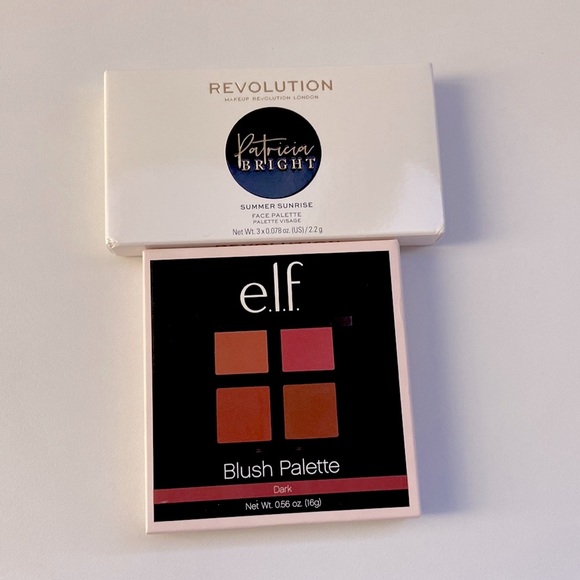 REVOLUTION
MAKEUP REVOLUTION LONDON
Patricia
BRIGHT
SUMMER SUNRISE
FACE PALETTE
PALETTE VISAGE
Net Wt. 3 x 0.078 oz. (US) / 2.2 g
e.l.f.
Blush Palette
Dark
Net Wt. 0.56 oz. (16g)